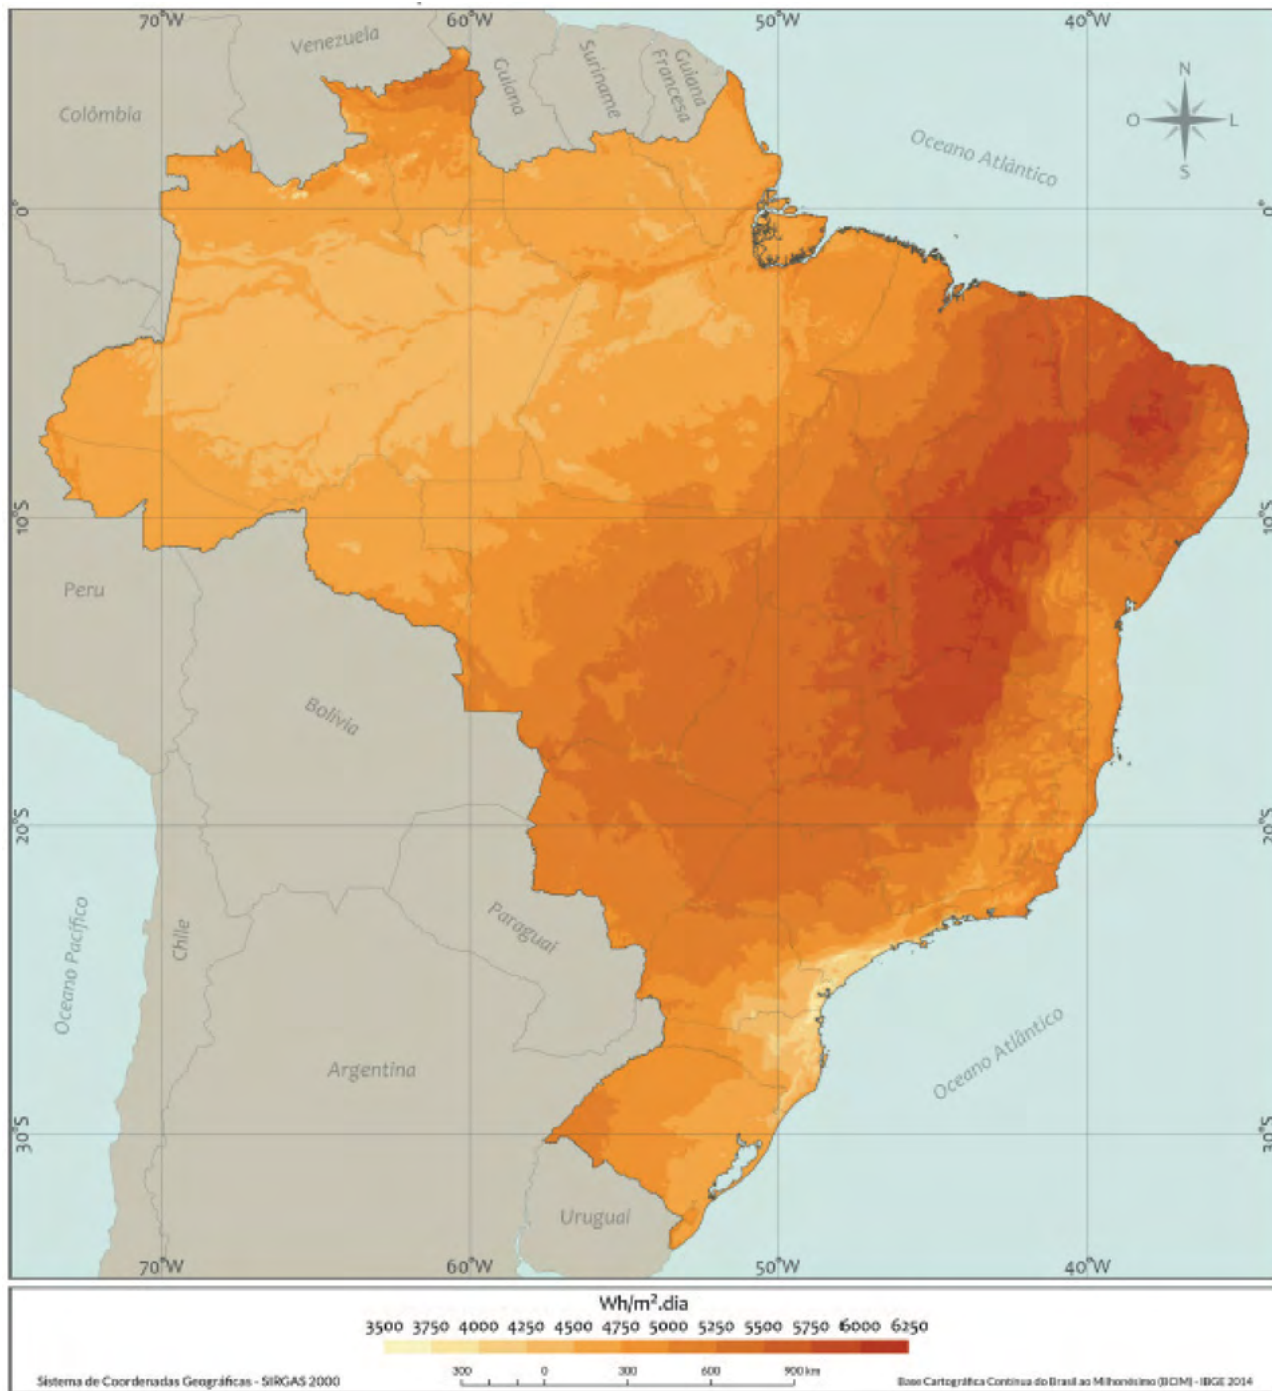 70°W 60°W 50°W 40°W
Venezuela
Guiana
Suriname
Guiana
Francesa
Colômbia
N
O L
S
Oceano Atlântico
0° 0°
10°S 10°S
Peru
Bolívia
20°S 20°S
Paraguai
Chile
Oceano Pacífico
Oceano Atlântico
Argentina
30°S 30°S
Uruguai
70°W 60°W 50°W 40°W
Wh/m².dia
3500 3750 4000 4250 4500 4750 5000 5250 5500 5750 6000 6250
300 0 300 600 900 km
Sistema de Coordenadas Geográficas - SIRGAS 2000
Base Cartográfica Contínua do Brasil ao Milhonésimo (BCIM) - IBGE 2014